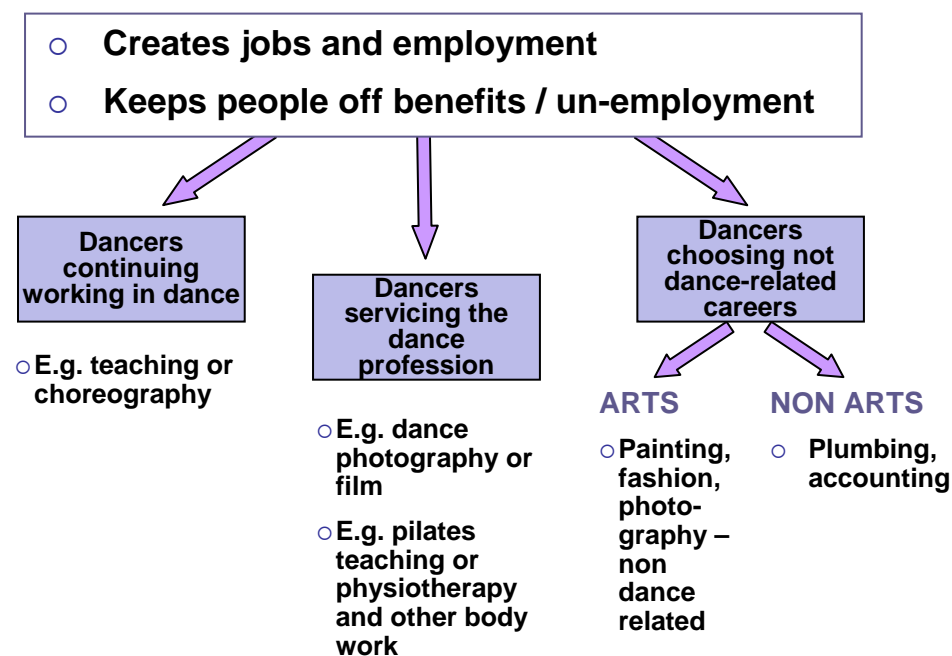 ○ Creates jobs and employment
○ Keeps people off benefits / un-employment
Dancers
continuing
working in dance
○ E.g. teaching or
choreography
Dancers
servicing the
dance
profession
○ E.g. dance
photography or
film
○ E.g. pilates
teaching or
physiotherapy
and other body
work
Dancers
choosing not
dance-related
careers
ARTS
○ Painting,
fashion,
photo-
graphy –
non
dance
related
NON ARTS
○ Plumbing,
accounting